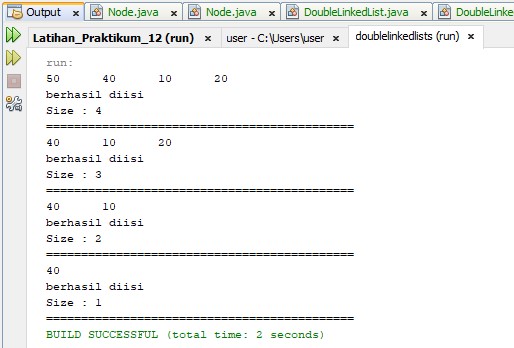 Output Node.java Node.java DoubleLinkedList.java DoubleLinke
Latihan_Praktikum_12 (run) user - C:\Users\user doublelinkedlists (run)
run:
50 40 10 20
berhasil diisi
Size : 4
============================================
40 10 20
berhasil diisi
Size : 3
============================================
40 10
berhasil diisi
Size : 2
============================================
40
berhasil diisi
Size : 1
============================================
BUILD SUCCESSFUL (total time: 2 seconds)